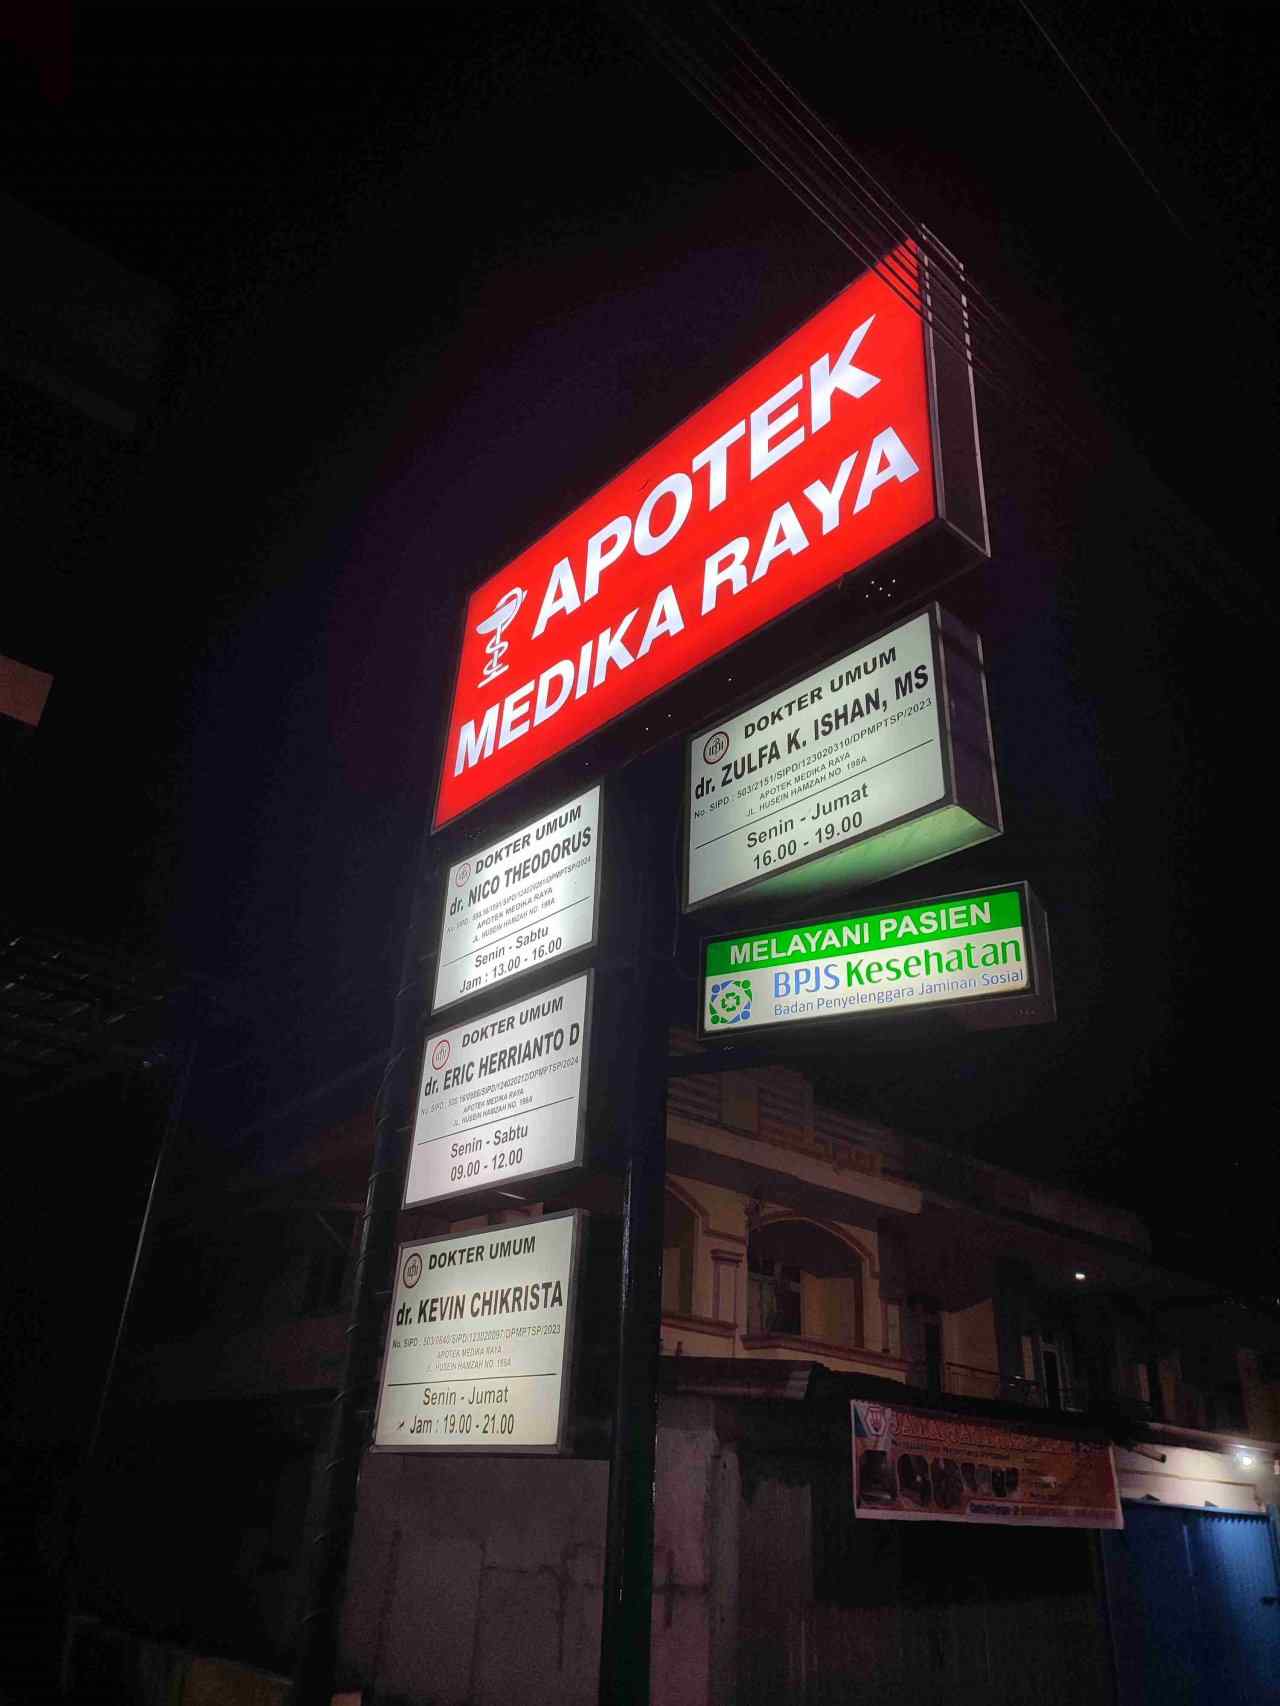 APOTEK
MEDIKA RAYA
DOKTER UMUM
dr. ZULFA K. ISHAN, MS
No. SIPD : 503/2151/SIPD/123020310/DPMPTSP/2023
APOTEK MEDIKA RAYA
JL. HUSEIN HAMZAH NO. 198A
Senin - Jumat
16.00 - 19.00
MELAYANI PASIEN
BPJS Kesehatan
Badan Penyelenggara Jaminan Sosial
DOKTER UMUM
dr. NICO THEODORUS
No. SIPD :
APOTEK MEDIKA RAYA
JL. HUSEIN HAMZAH NO. 198A
Senin - Sabtu
Jam : 13.00 - 16.00
DOKTER UMUM
dr. ERIC HERRIANTO D
No. SIPD :
APOTEK MEDIKA RAYA
JL. HUSEIN HAMZAH NO. 198A
Senin - Sabtu
09.00 - 12.00
DOKTER UMUM
dr. KEVIN CHIKRISTA
No. SIPD : 503/0640/SIPD/123020097/DPMPTSP/2023
APOTEK MEDIKA RAYA
JL. HUSEIN HAMZAH NO. 198A
Senin - Jumat
Jam : 19.00 - 21.00